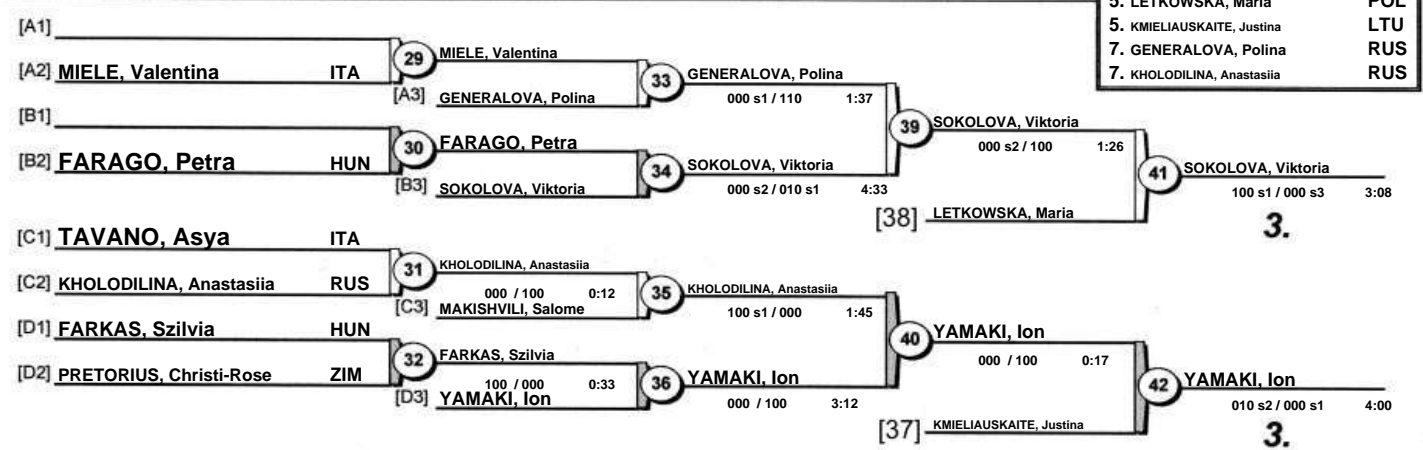 5. LETKOWSKA, Maria POL
5. KMIELIAUSKAITE, Justina LTU
7. GENERALOVA, Polina RUS
7. KHOLODILINA, Anastasiia RUS
[A1]
[A2] MIELE, Valentina ITA
29
MIELE, Valentina
[A3] GENERALOVA, Polina
33
GENERALOVA, Polina
000 s1 / 110 1:37
[B1]
[B2] FARAGO, Petra HUN
30
FARAGO, Petra
[B3] SOKOLOVA, Viktoria
34
SOKOLOVA, Viktoria
000 s2 / 010 s1 4:33
39
SOKOLOVA, Viktoria
000 s2 / 100 1:26
[38] LETKOWSKA, Maria
41
SOKOLOVA, Viktoria
100 s1 / 000 s3 3:08
3.
[C1] TAVANO, Asya ITA
[C2] KHOLODILINA, Anastasiia RUS
31
KHOLODILINA, Anastasiia
000 / 100 0:12
[C3] MAKISHVILI, Salome
35
KHOLODILINA, Anastasiia
100 s1 / 000 1:45
[D1] FARKAS, Szilvia HUN
[D2] PRETORIUS, Christi-Rose ZIM
32
FARKAS, Szilvia
100 / 000 0:33
[D3] YAMAKI, Ion
36
YAMAKI, Ion
000 / 100 3:12
40
YAMAKI, Ion
000 / 100 0:17
[37] KMIELIAUSKAITE, Justina
42
YAMAKI, Ion
010 s2 / 000 s1 4:00
3.